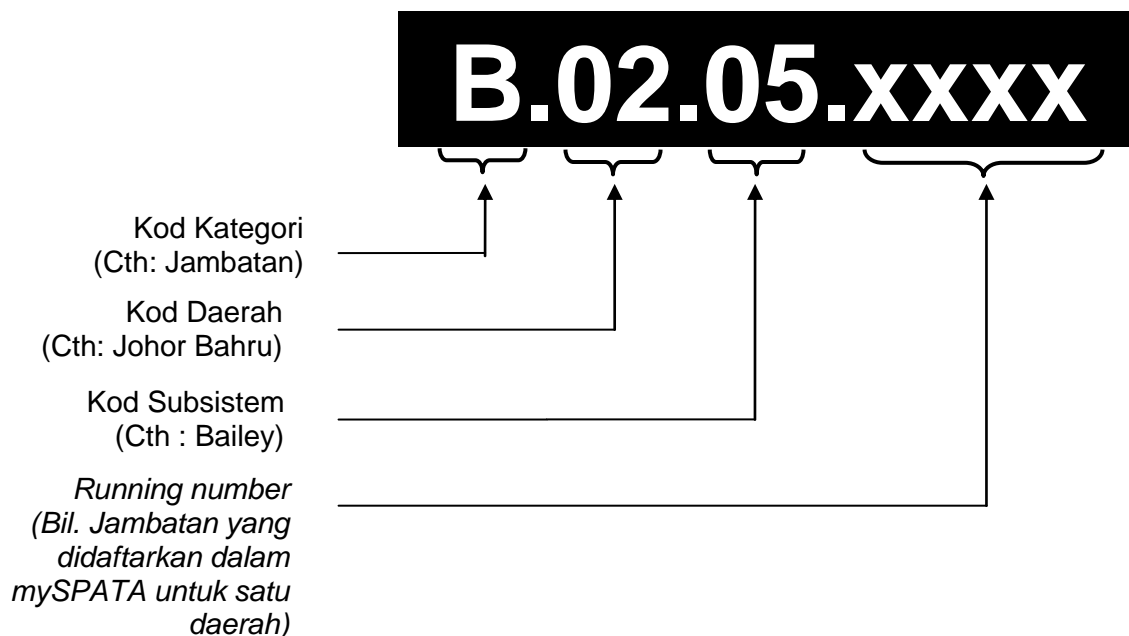 B.02.05.xxxx
Kod Kategori
(Cth: Jambatan)
Kod Daerah
(Cth: Johor Bahru)
Kod Subsistem
(Cth : Bailey)
Running number
(Bil. Jambatan yang
didaftarkan dalam
mySPATA untuk satu
daerah)